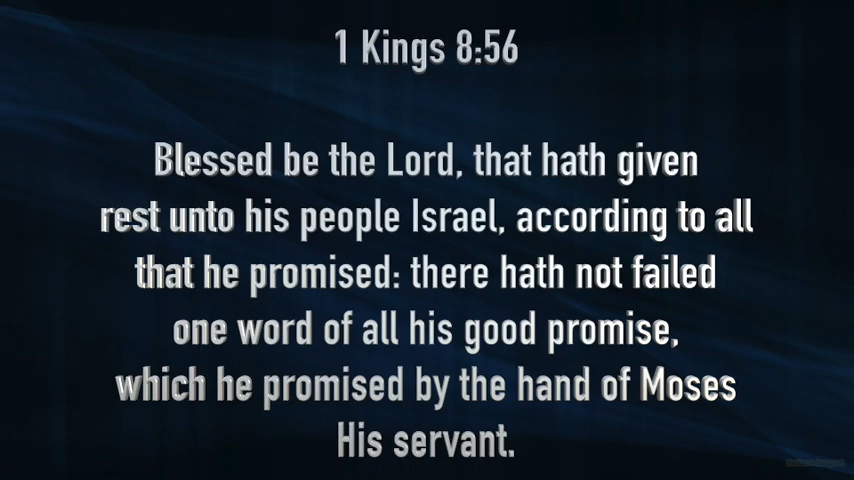 1 Kings 8:56
Blessed be the Lord, that hath given
rest unto his people Israel, according to all
that he promised: there hath not failed
one word of all his good promise,
which he promised by the hand of Moses
His servant.